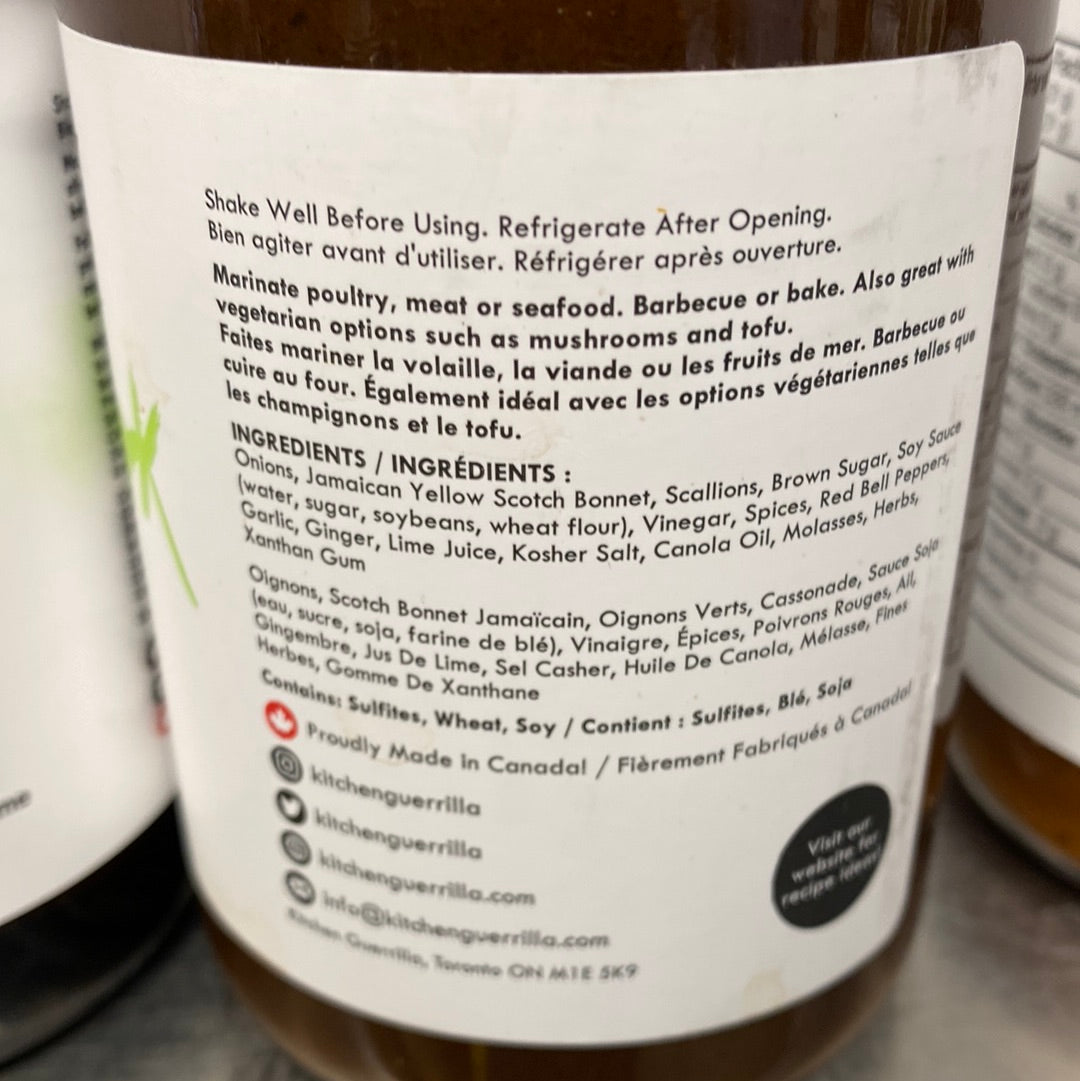 Shake Well Before Using. Refrigerate After Opening.
Bien agiter avant d'utiliser. Réfrigérer après ouverture.
Marinate poultry, meat or seafood. Barbecue or bake. Also great with
vegetarian options such as mushrooms and tofu.
Faites mariner la volaille, la viande ou les fruits de mer. Barbecue ou
cuire au four. Également idéal avec les options végétariennes telles que
les champignons et le tofu.
INGREDIENTS / INGRÉDIENTS :
Onions, Jamaican Yellow Scotch Bonnet, Scallions, Brown Sugar, Soy Sauce
(water, sugar, soybeans, wheat flour), Vinegar, Spices, Red Bell Peppers,
Garlic, Ginger, Lime Juice, Kosher Salt, Canola Oil, Molasses, Herbs,
Xanthan Gum
Oignons, Scotch Bonnet Jamaïcain, Oignons Verts, Cassonade, Sauce Soja
(eau, sucre, soja, farine de blé), Vinaigre, Épices, Poivrons Rouges, Ail,
Gingembre, Jus De Lime, Sel Casher, Huile De Canola, Mélasse, Fines
Herbes, Gomme De Xanthane
Contains: Sulfites, Wheat, Soy / Contient : Sulfites, Blé, Soja
Proudly Made in Canada! / Fièrement Fabriqués à Canada!
kitchenguerrilla
kitchenguerrilla
kitchenguerrilla.com
info@kitchenguerrilla.com
Kitchen Guerrilla, Toronto ON M1E 5K9
Visit our
website for
recipe ideas!